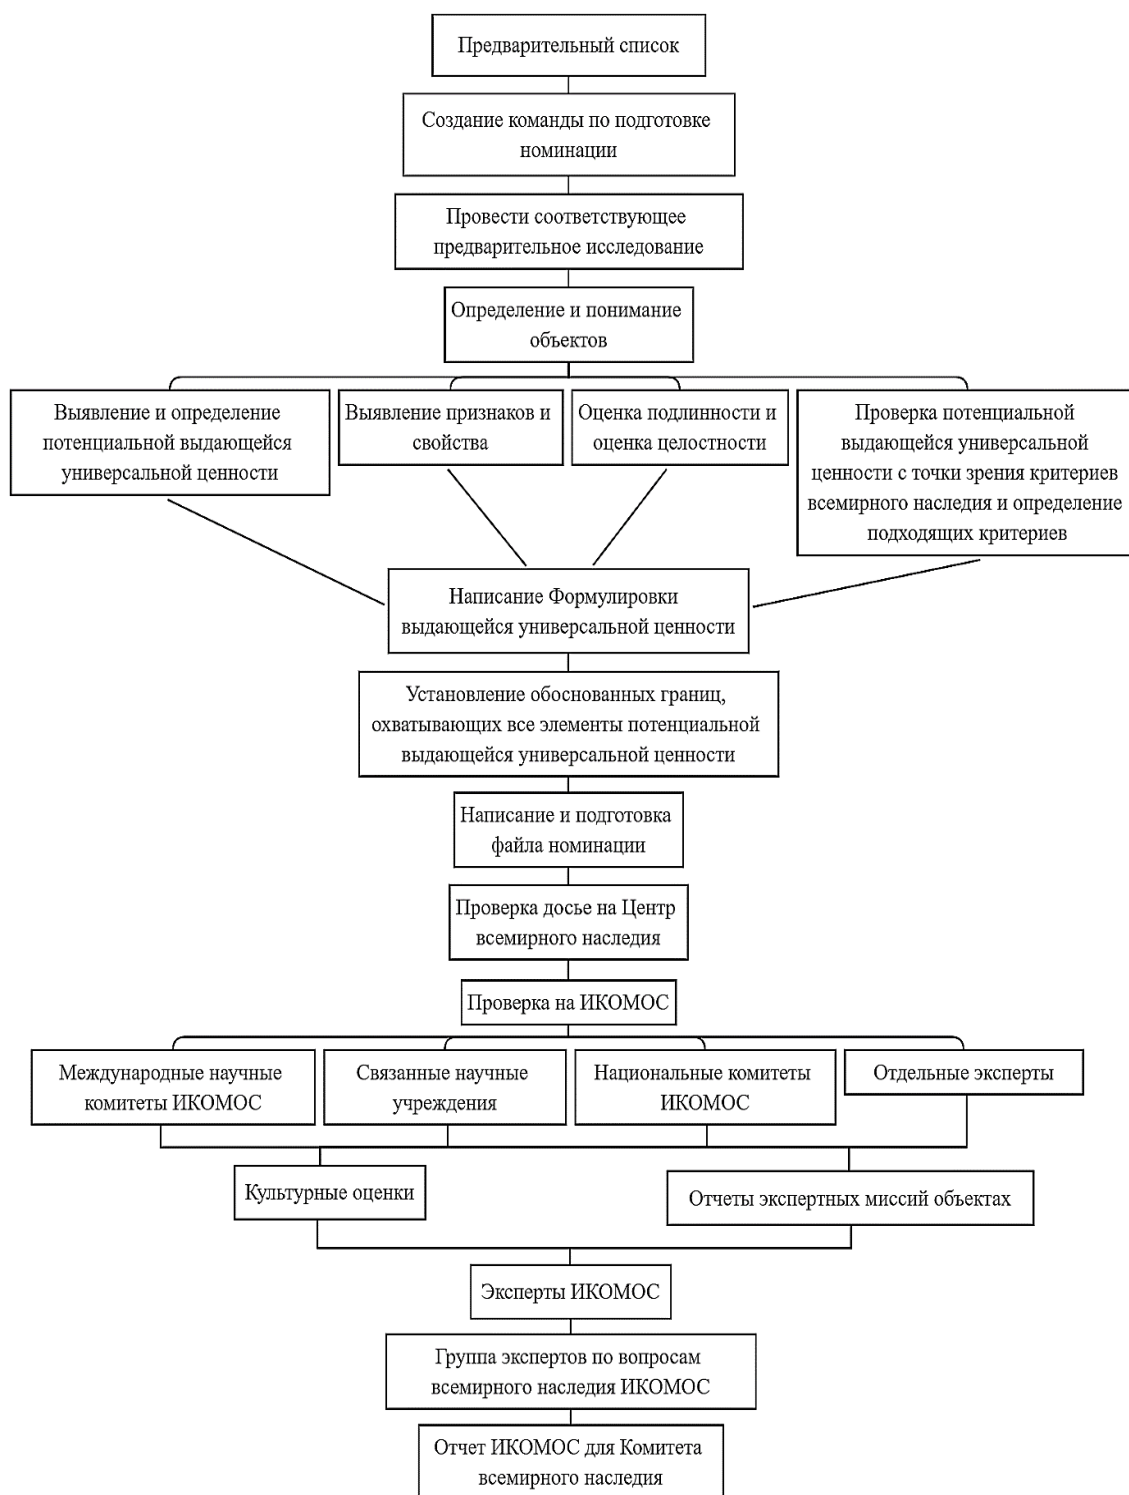 Предварительный список
Создание команды по подготовке
номинации
Провести соответствующее
предварительное исследование
Определение и понимание
объектов
Выявление и определение
потенциальной выдающейся
универсальной ценности
Выявление признаков и
свойства
Оценка подлинности и
оценка целостности
Проверка потенциальной
выдающейся универсальной
ценности с точки зрения критериев
всемирного наследия и определение
подходящих критериев
Написание Формулировки
выдающейся универсальной ценности
Установление обоснованных границ,
охватывающих все элементы потенциальной
выдающейся универсальной ценности
Написание и подготовка
файла номинации
Проверка досье на Центр
всемирного наследия
Проверка на ИКОМОС
Международные научные
комитеты ИКОМОС
Связанные научные
учреждения
Национальные комитеты
ИКОМОС
Отдельные эксперты
Культурные оценки
Отчеты экспертных миссий объектах
Эксперты ИКОМОС
Группа экспертов по вопросам
всемирного наследия ИКОМОС
Отчет ИКОМОС для Комитета
всемирного наследия